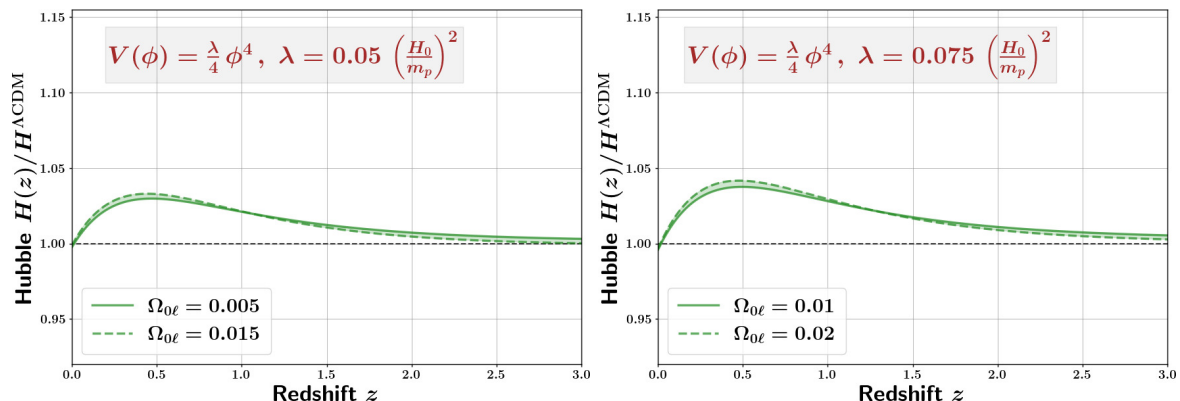 V(ϕ) = λ/4 ϕ⁴, λ = 0.05 (H₀/mₚ)²
Hubble H(z)/H^ΛCDM
1.15
1.10
1.05
1.00
0.95
Ω₀ℓ = 0.005
Ω₀ℓ = 0.015
0.0 0.5 1.0 1.5 2.0 2.5 3.0
Redshift z
V(ϕ) = λ/4 ϕ⁴, λ = 0.075 (H₀/mₚ)²
Hubble H(z)/H^ΛCDM
1.15
1.10
1.05
1.00
0.95
Ω₀ℓ = 0.01
Ω₀ℓ = 0.02
0.0 0.5 1.0 1.5 2.0 2.5 3.0
Redshift z